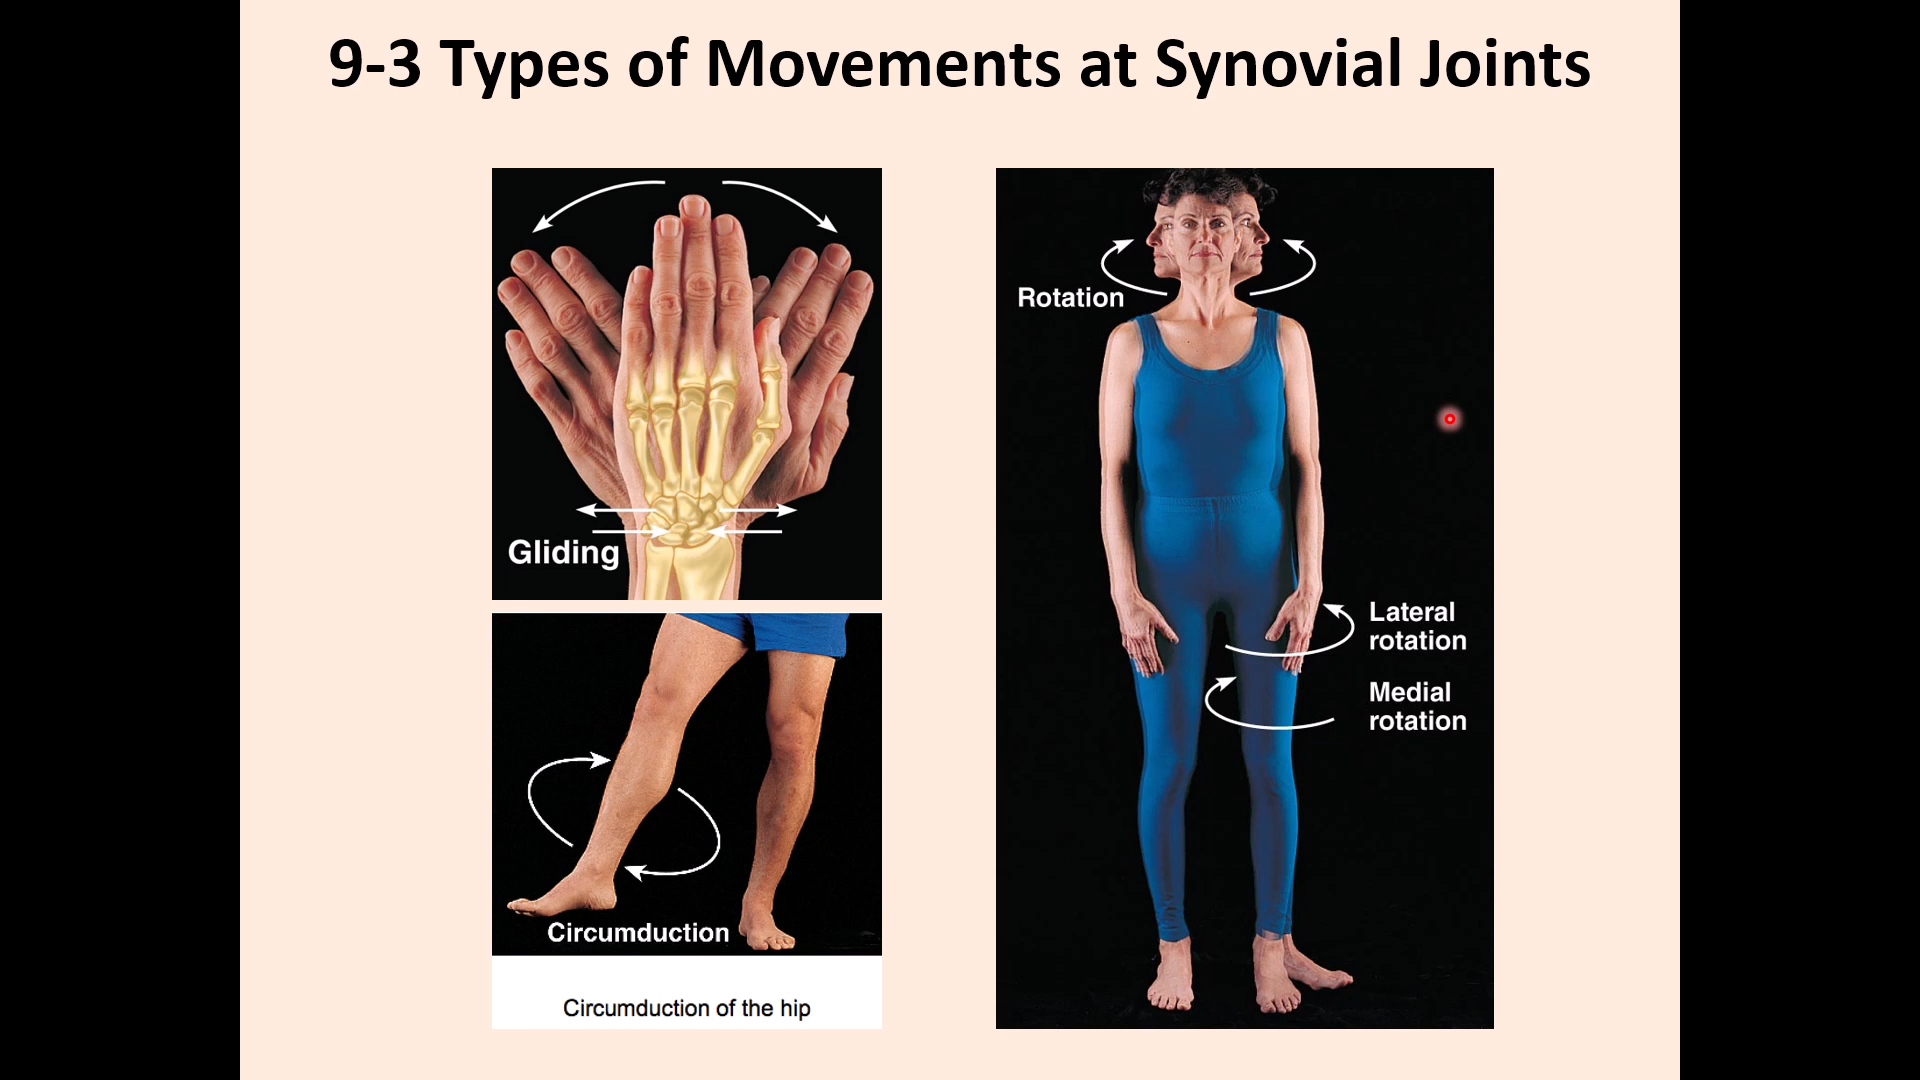 9-3 Types of Movements at Synovial Joints
Gliding
Circumduction
Circumduction of the hip
Rotation
Lateral
rotation
Medial
rotation